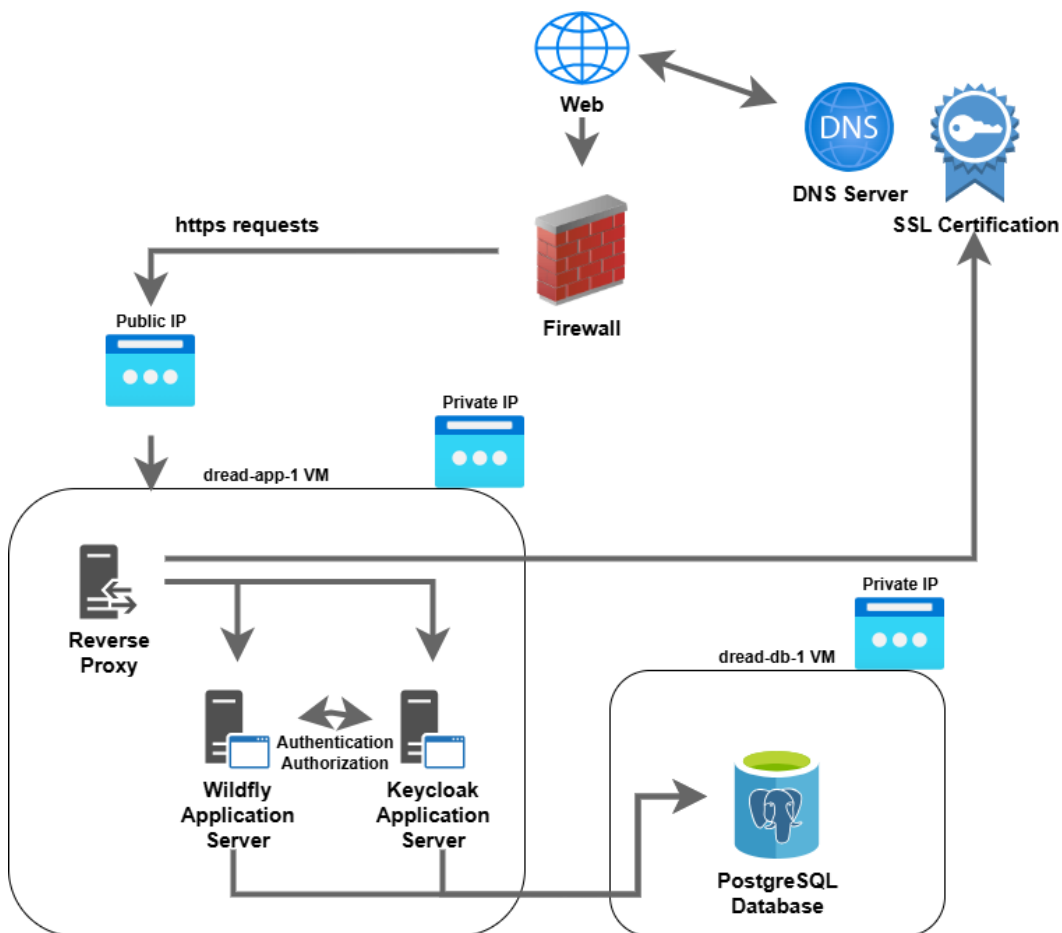 Web
DNS
DNS Server
SSL Certification
https requests
Firewall
Public IP
Private IP
dread-app-1 VM
Reverse
Proxy
Private IP
dread-db-1 VM
Authentication
Authorization
Wildfly
Application
Server
Keycloak
Application
Server
PostgreSQL
Database